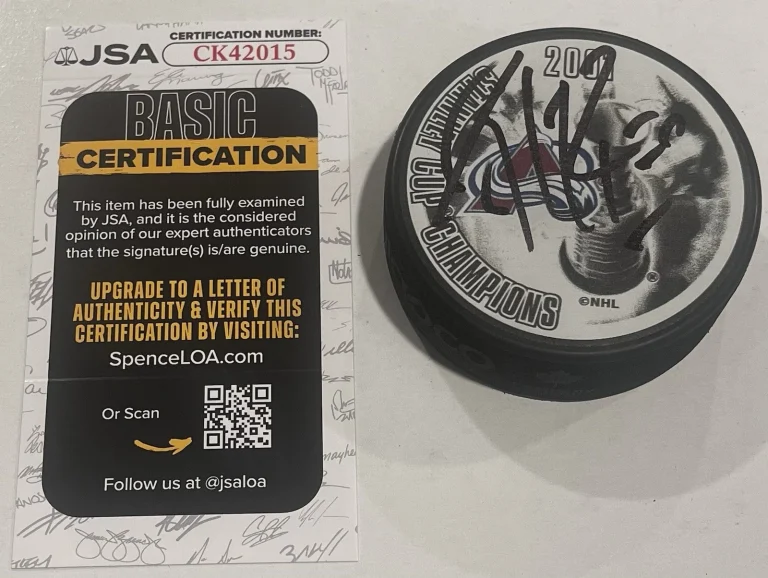 JSA
CERTIFICATION NUMBER:
CK42015
BASIC
CERTIFICATION
This item has been fully examined
by JSA, and it is the considered
opinion of our expert authenticators
that the signature(s) is/are genuine.
UPGRADE TO A LETTER OF
AUTHENTICITY & VERIFY THIS
CERTIFICATION BY VISITING:
SpenceLOA.com
Or Scan
Follow us at @jsaloa
2001
STANLEY CUP CHAMPIONS
®
©NHL